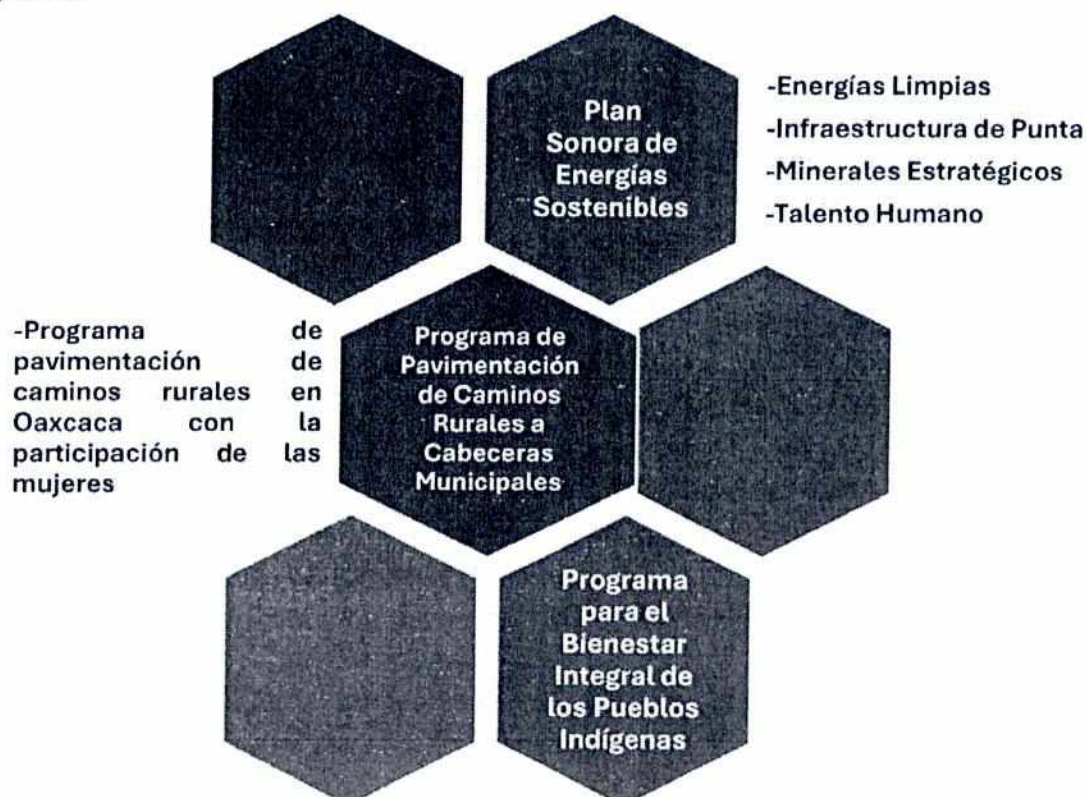 Plan
Sonora de
Energías
Sostenibles
-Energías Limpias
-Infraestructura de Punta
-Minerales Estratégicos
-Talento Humano
-Programa de
pavimentación de
caminos rurales en
Oaxcaca con la
participación de las
mujeres
Programa de
Pavimentación
de Caminos
Rurales a
Cabeceras
Municipales
Programa
para el
Bienestar
Integral de
los Pueblos
Indígenas